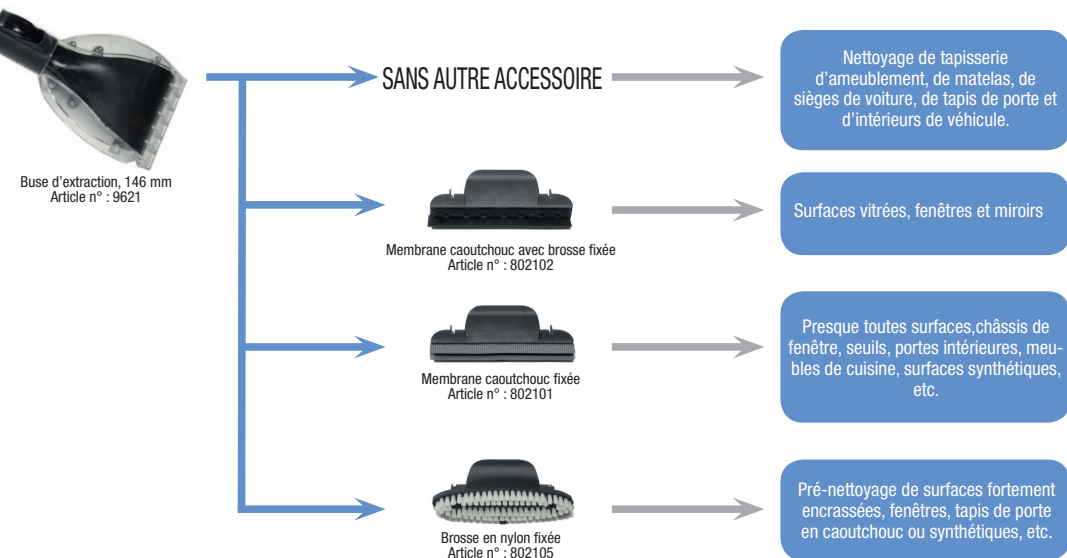 Buse d'extraction, 146 mm
Article n° : 9621
SANS AUTRE ACCESSOIRE
Nettoyage de tapisserie
d'ameublement, de matelas, de
sièges de voiture, de tapis de porte et
d'intérieurs de véhicule.
Membrane caoutchouc avec brosse fixée
Article n° : 802102
Surfaces vitrées, fenêtres et miroirs
Membrane caoutchouc fixée
Article n° : 802101
Presque toutes surfaces,châssis de
fenêtre, seuils, portes intérieures, meu-
bles de cuisine, surfaces synthétiques,
etc.
Brosse en nylon fixée
Article n° : 802105
Pré-nettoyage de surfaces fortement
encrassées, fenêtres, tapis de porte
en caoutchouc ou synthétiques, etc.